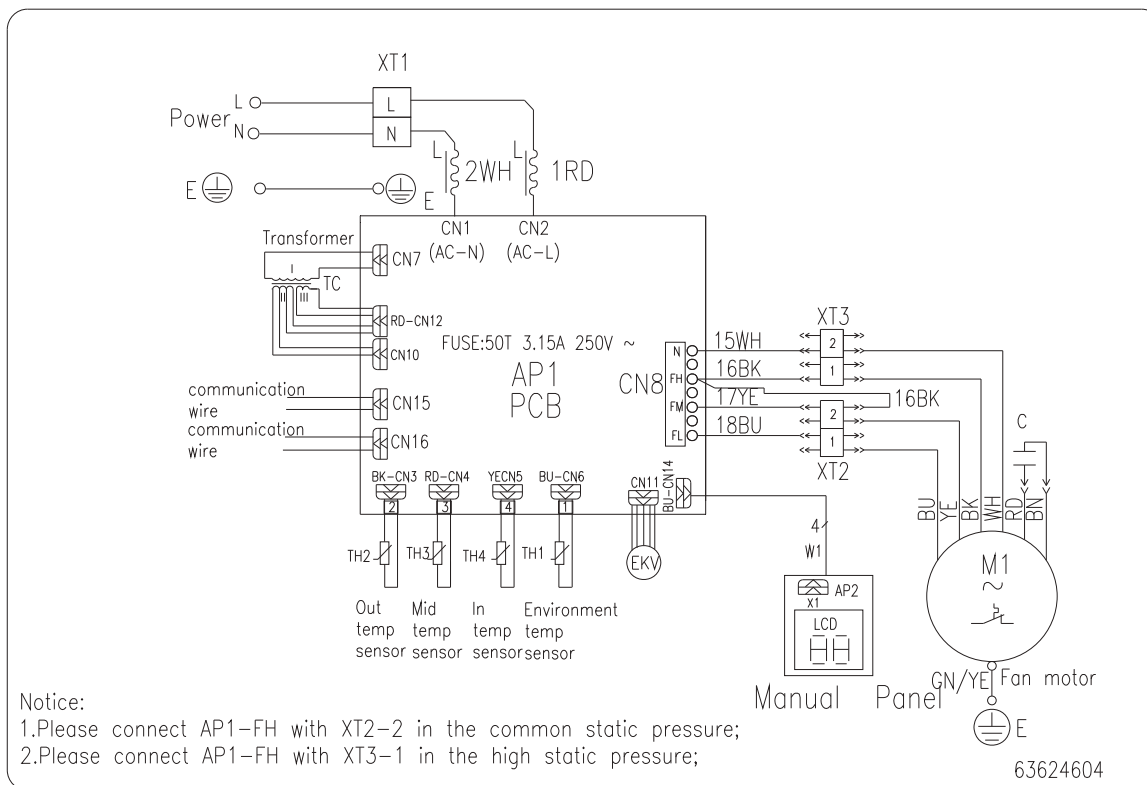 XT1
Power L
N
L
N
E
E
L 2WH
L 1RD
CN1
(AC-N)
CN2
(AC-L)
Transformer
I
II
III
TC
CN7
RD-CN12
CN10
FUSE:50T 3.15A 250V ~
AP1
PCB
communication
wire
CN15
communication
wire
CN16
CN8
N
FH
FM
FL
15WH
16BK
17YE
18BU
16BK
XT3
2
1
2
1
XT2
C
BU
YE
BK
WH
RD
BN
BK-CN3
RD-CN4
YECN5
BU-CN6
CN11
BU-CN14
2
3
4
1
TH2
TH3
TH4
TH1
EKV
4
W1
Out
temp
sensor
Mid
temp
sensor
In
temp
sensor
Environment
temp
sensor
AP2
X1
LCD
Manual Panel
M1
~
GN/YE
Fan motor
E
Notice:
1.Please connect AP1-FH with XT2-2 in the common static pressure;
2.Please connect AP1-FH with XT3-1 in the high static pressure;
63624604